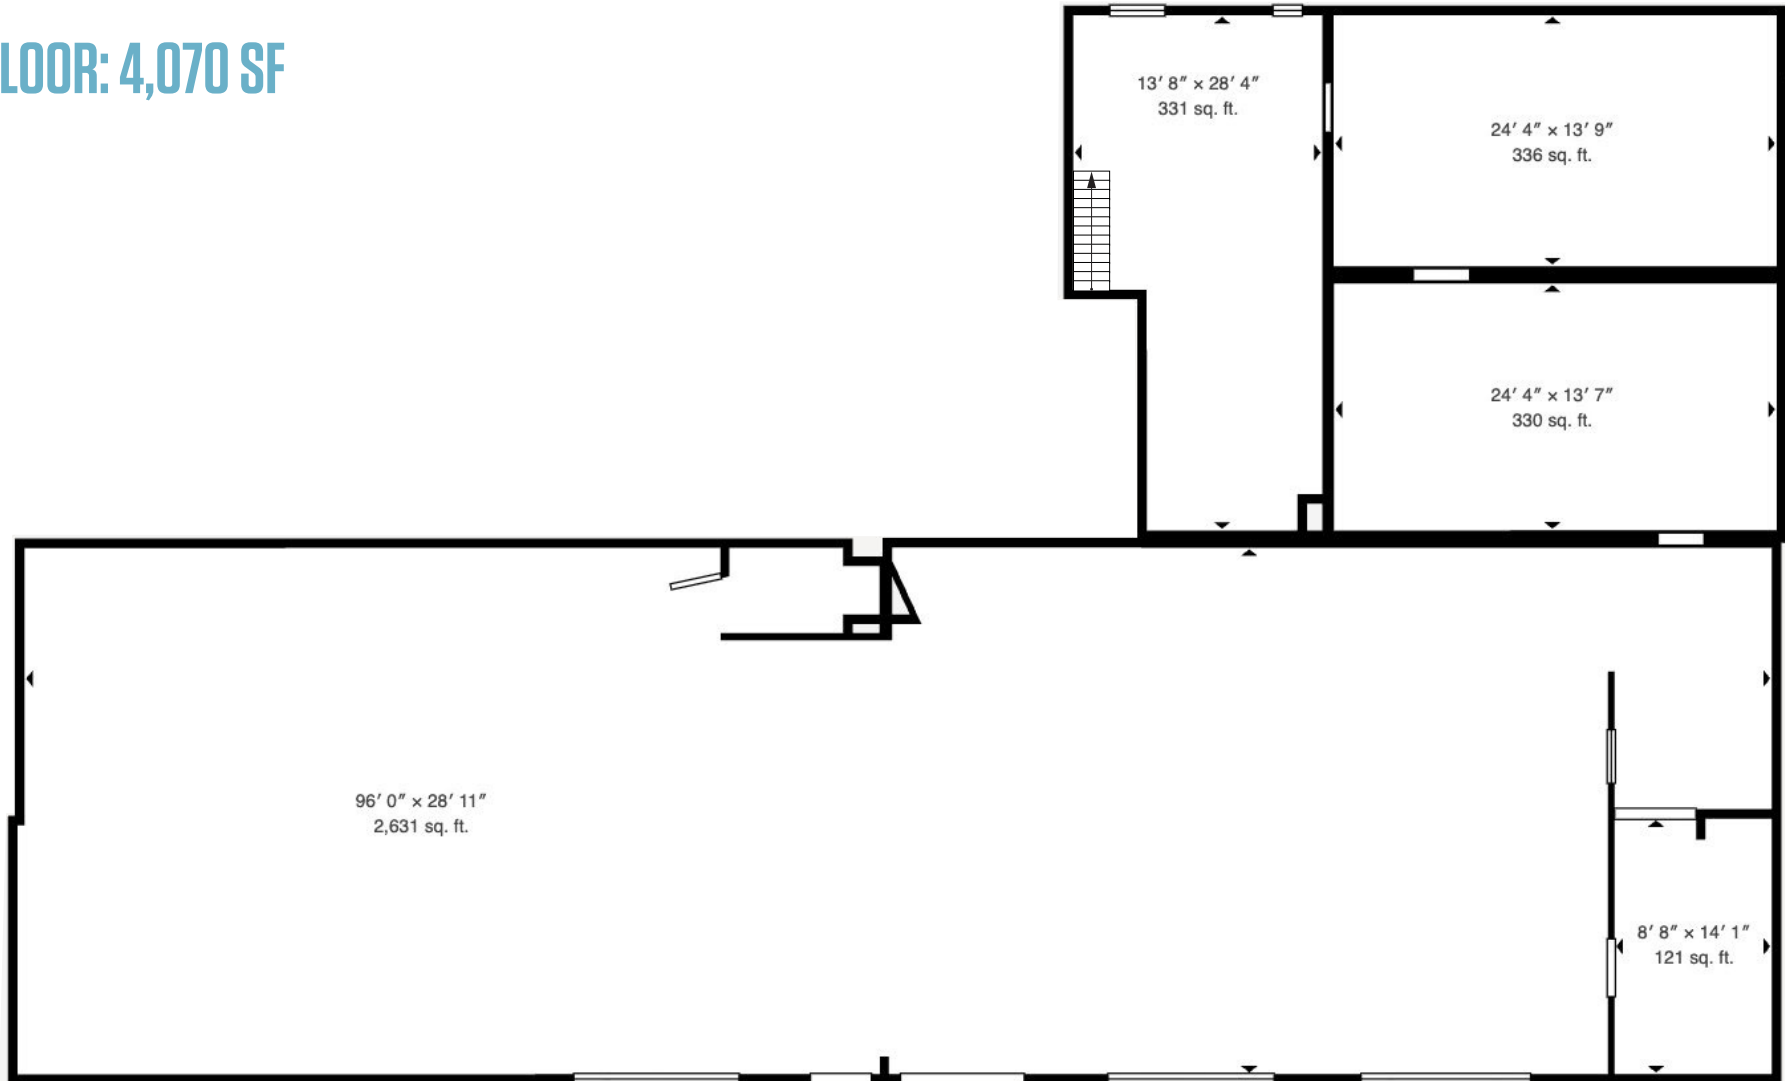 LOOR: 4,070 SF
13′ 8″ × 28′ 4″
331 sq. ft.
24′ 4″ × 13′ 9″
336 sq. ft.
24′ 4″ × 13′ 7″
330 sq. ft.
96′ 0″ × 28′ 11″
2,631 sq. ft.
8′ 8″ × 14′ 1″
121 sq. ft.